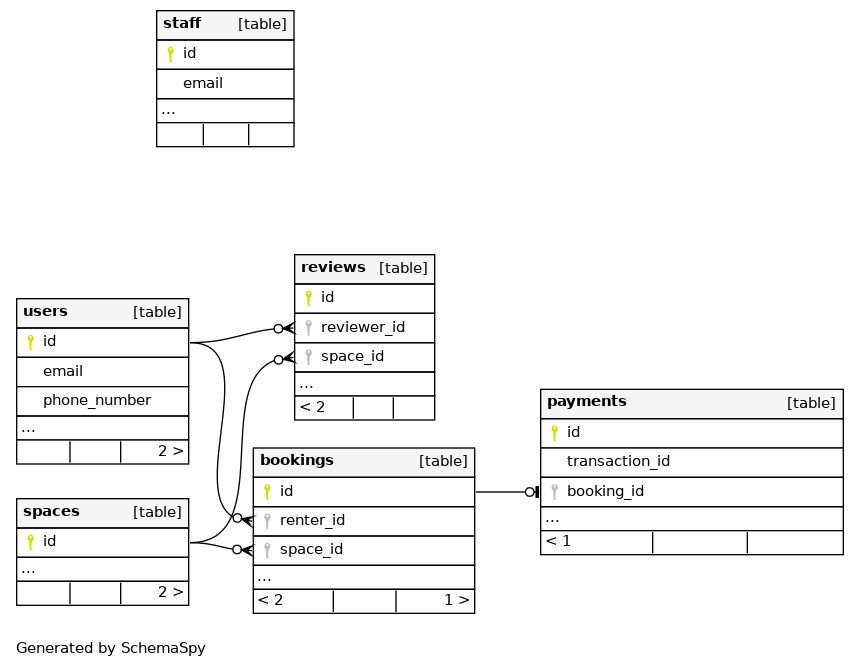 staff [table]
id
email
...
reviews [table]
id
reviewer_id
space_id
...
< 2
users [table]
id
email
phone_number
...
2 >
payments [table]
id
transaction_id
booking_id
...
< 1
bookings [table]
id
renter_id
space_id
...
< 2 1 >
spaces [table]
id
...
2 >
Generated by SchemaSpy